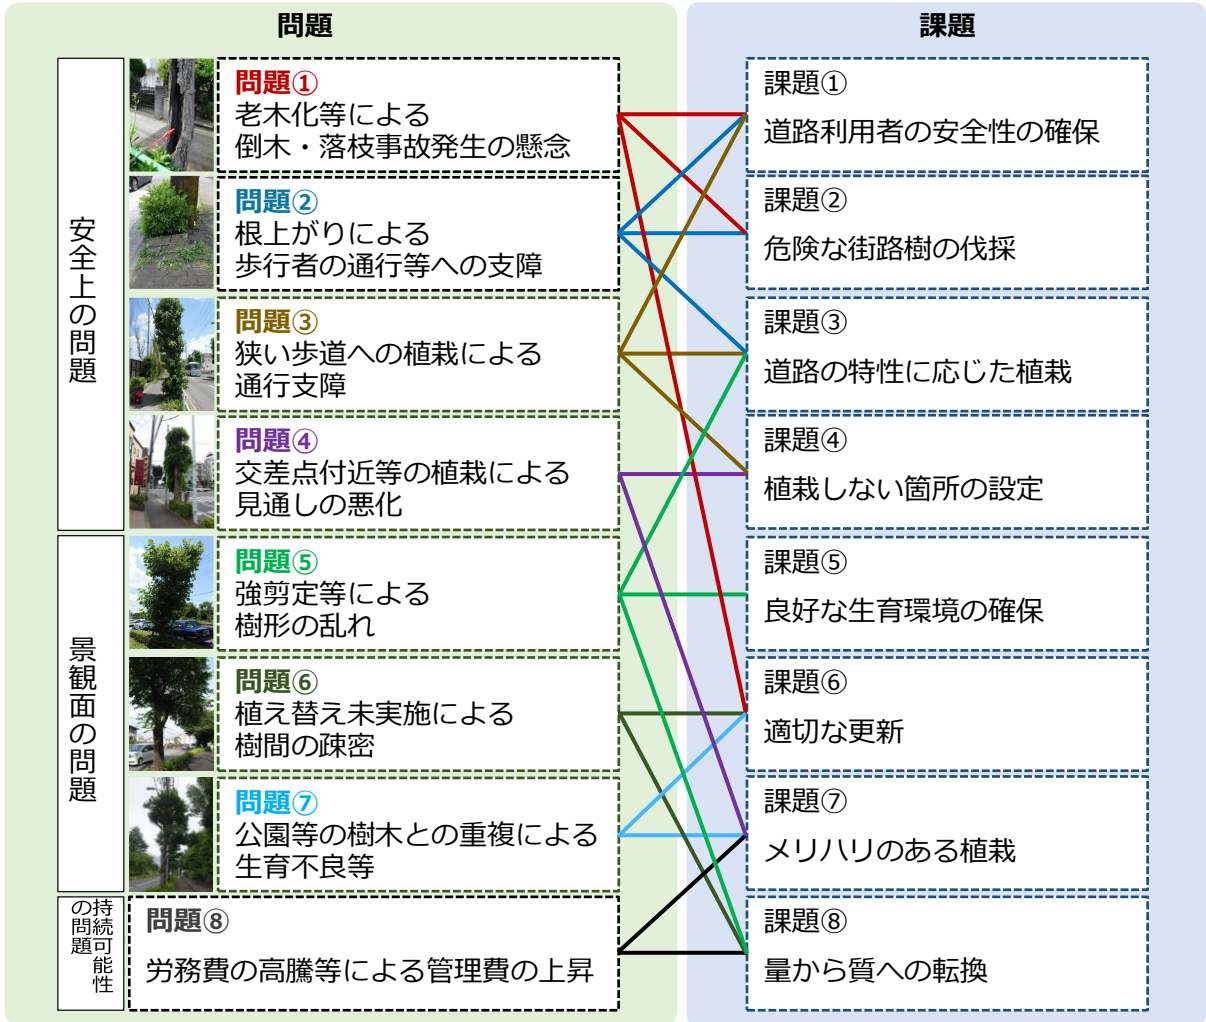 問題
課題
安全上の問題
問題①
老木化等による
倒木・落枝事故発生の懸念
問題②
根上がりによる
歩行者の通行等への支障
問題③
狭い歩道への植栽による
通行支障
問題④
交差点付近等の植栽による
見通しの悪化
景観面の問題
問題⑤
強剪定等による
樹形の乱れ
問題⑥
植え替え未実施による
樹間の疎密
問題⑦
公園等の樹木との重複による
生育不良等
持続可能性
の問題
問題⑧
労務費の高騰等による管理費の上昇
課題①
道路利用者の安全性の確保
課題②
危険な街路樹の伐採
課題③
道路の特性に応じた植栽
課題④
植栽しない箇所の設定
課題⑤
良好な生育環境の確保
課題⑥
適切な更新
課題⑦
メリハリのある植栽
課題⑧
量から質への転換